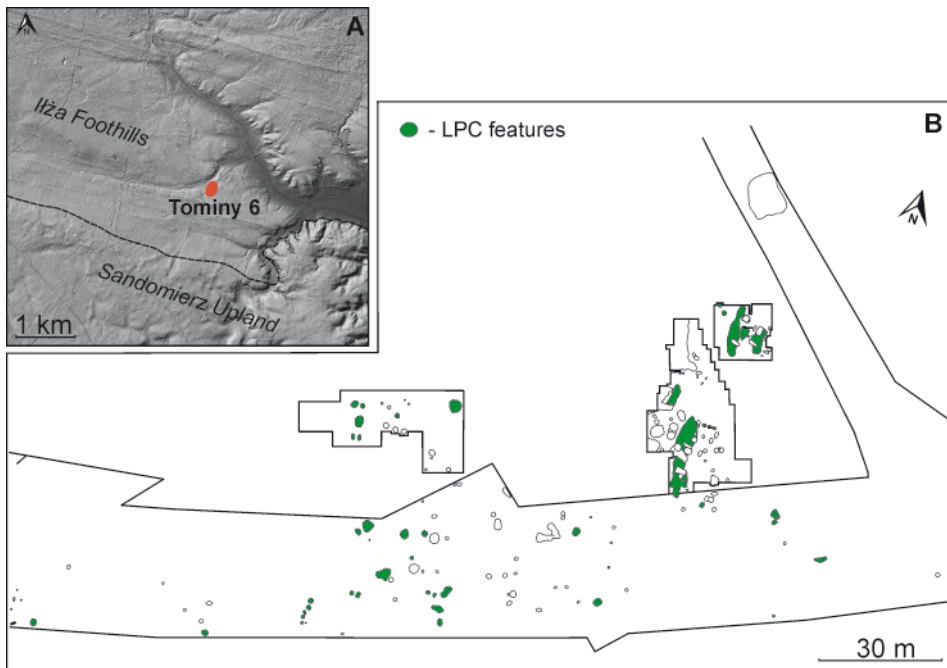 N
A
Iłża Foothills
Tominy 6
Sandomierz Upland
1 km
- LPC features
B
N
30 m